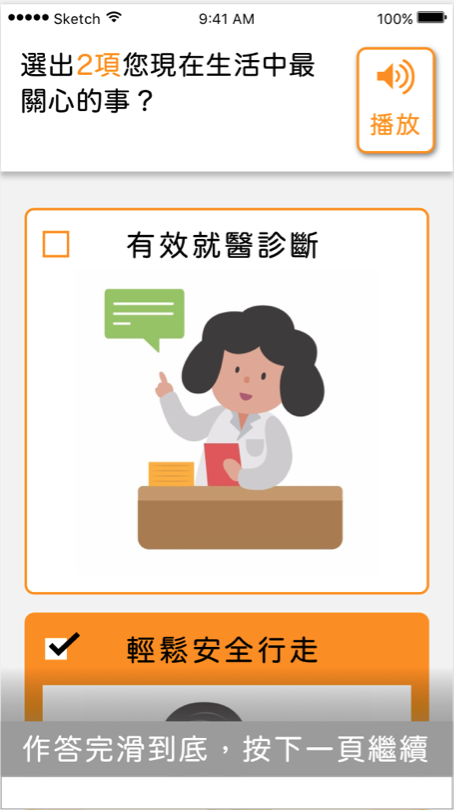 Sketch
9:41 AM
100%
選出2項您現在生活中最
關心的事？
播放
有效就醫診斷
輕鬆安全行走
作答完滑到底，按下一頁繼續